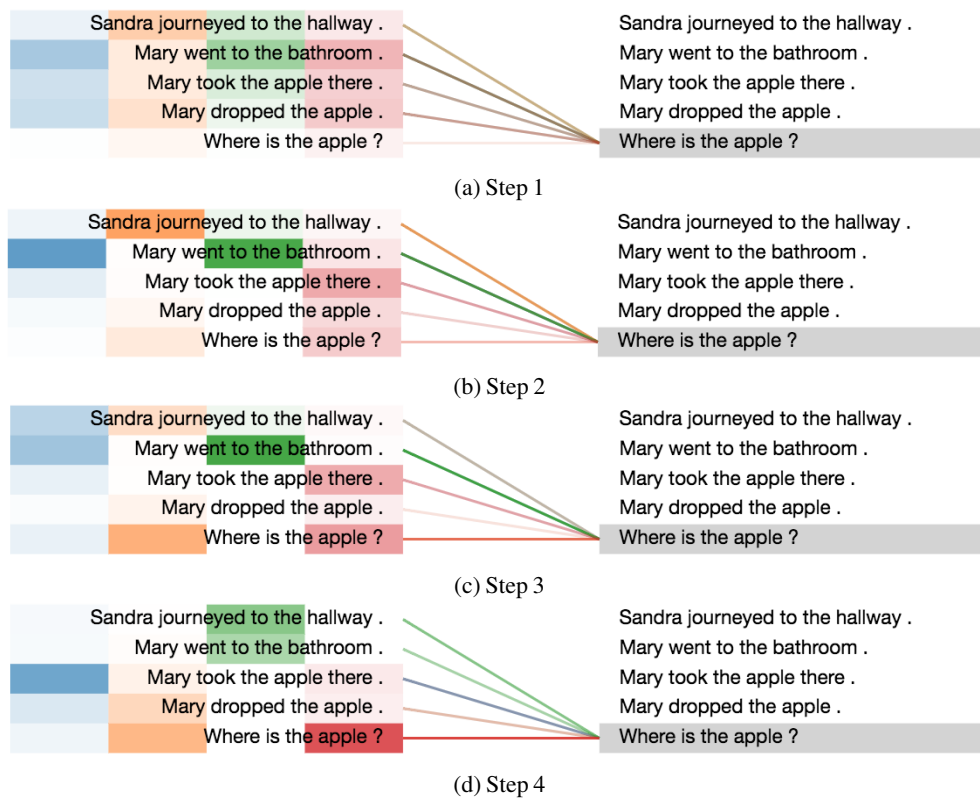 Sandra journeyed to the hallway . Sandra journeyed to the hallway .
Mary went to the bathroom . Mary went to the bathroom .
Mary took the apple there . Mary took the apple there .
Mary dropped the apple . Mary dropped the apple .
Where is the apple ? Where is the apple ?
(a) Step 1
Sandra journeyed to the hallway . Sandra journeyed to the hallway .
Mary went to the bathroom . Mary went to the bathroom .
Mary took the apple there . Mary took the apple there .
Mary dropped the apple . Mary dropped the apple .
Where is the apple ? Where is the apple ?
(b) Step 2
Sandra journeyed to the hallway . Sandra journeyed to the hallway .
Mary went to the bathroom . Mary went to the bathroom .
Mary took the apple there . Mary took the apple there .
Mary dropped the apple . Mary dropped the apple .
Where is the apple ? Where is the apple ?
(c) Step 3
Sandra journeyed to the hallway . Sandra journeyed to the hallway .
Mary went to the bathroom . Mary went to the bathroom .
Mary took the apple there . Mary took the apple there .
Mary dropped the apple . Mary dropped the apple .
Where is the apple ? Where is the apple ?
(d) Step 4